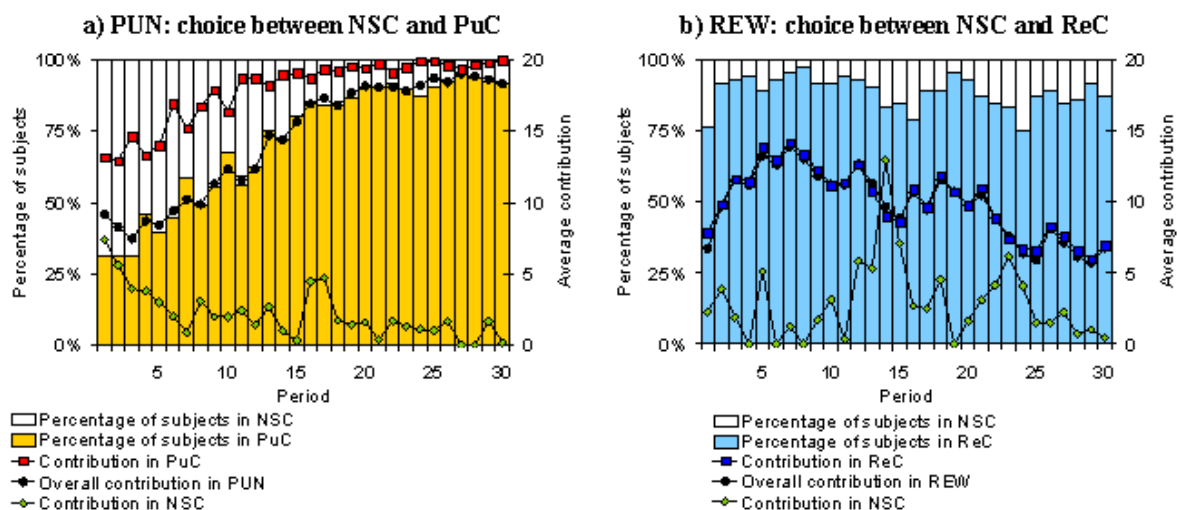 a) PUN: choice between NSC and PuC
100%
75%
50%
25%
0%
Percentage of subjects
20
15
10
5
0
Average contribution
5
10
15
20
25
30
Period
Percentage of subjects in NSC
Percentage of subjects in PuC
Contribution in PuC
Overall contribution in PUN
Contribution in NSC
b) REW: choice between NSC and ReC
100%
75%
50%
25%
0%
Percentage of subjects
20
15
10
5
0
Average contribution
5
10
15
20
25
30
Period
Percentage of subjects in NSC
Percentage of subjects in ReC
Contribution in ReC
Overall contribution in REW
Contribution in NSC